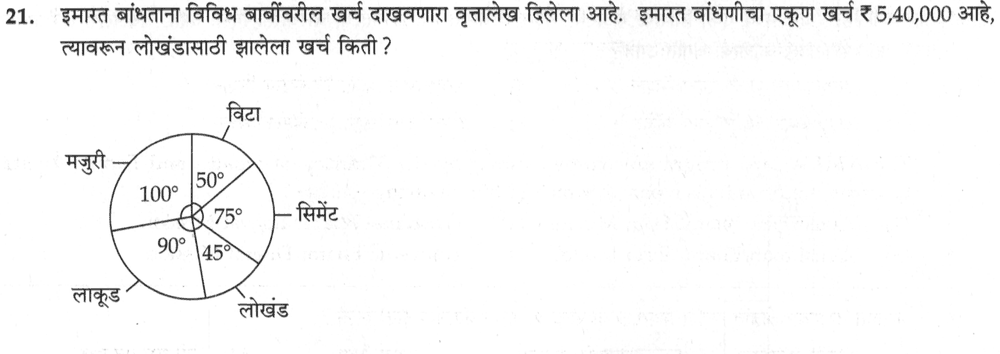 21. इमारत बांधताना विविध बाबींवरील खर्च दाखवणारा वृत्तालेख दिलेला आहे. इमारत बांधणीचा एकूण खर्च ₹ 5,40,000 आहे,
त्यावरून लोखंडासाठी झालेला खर्च किती ?
विटा
मजुरी
50°
100°
75°
सिमेंट
90°
45°
लाकूड
लोखंड